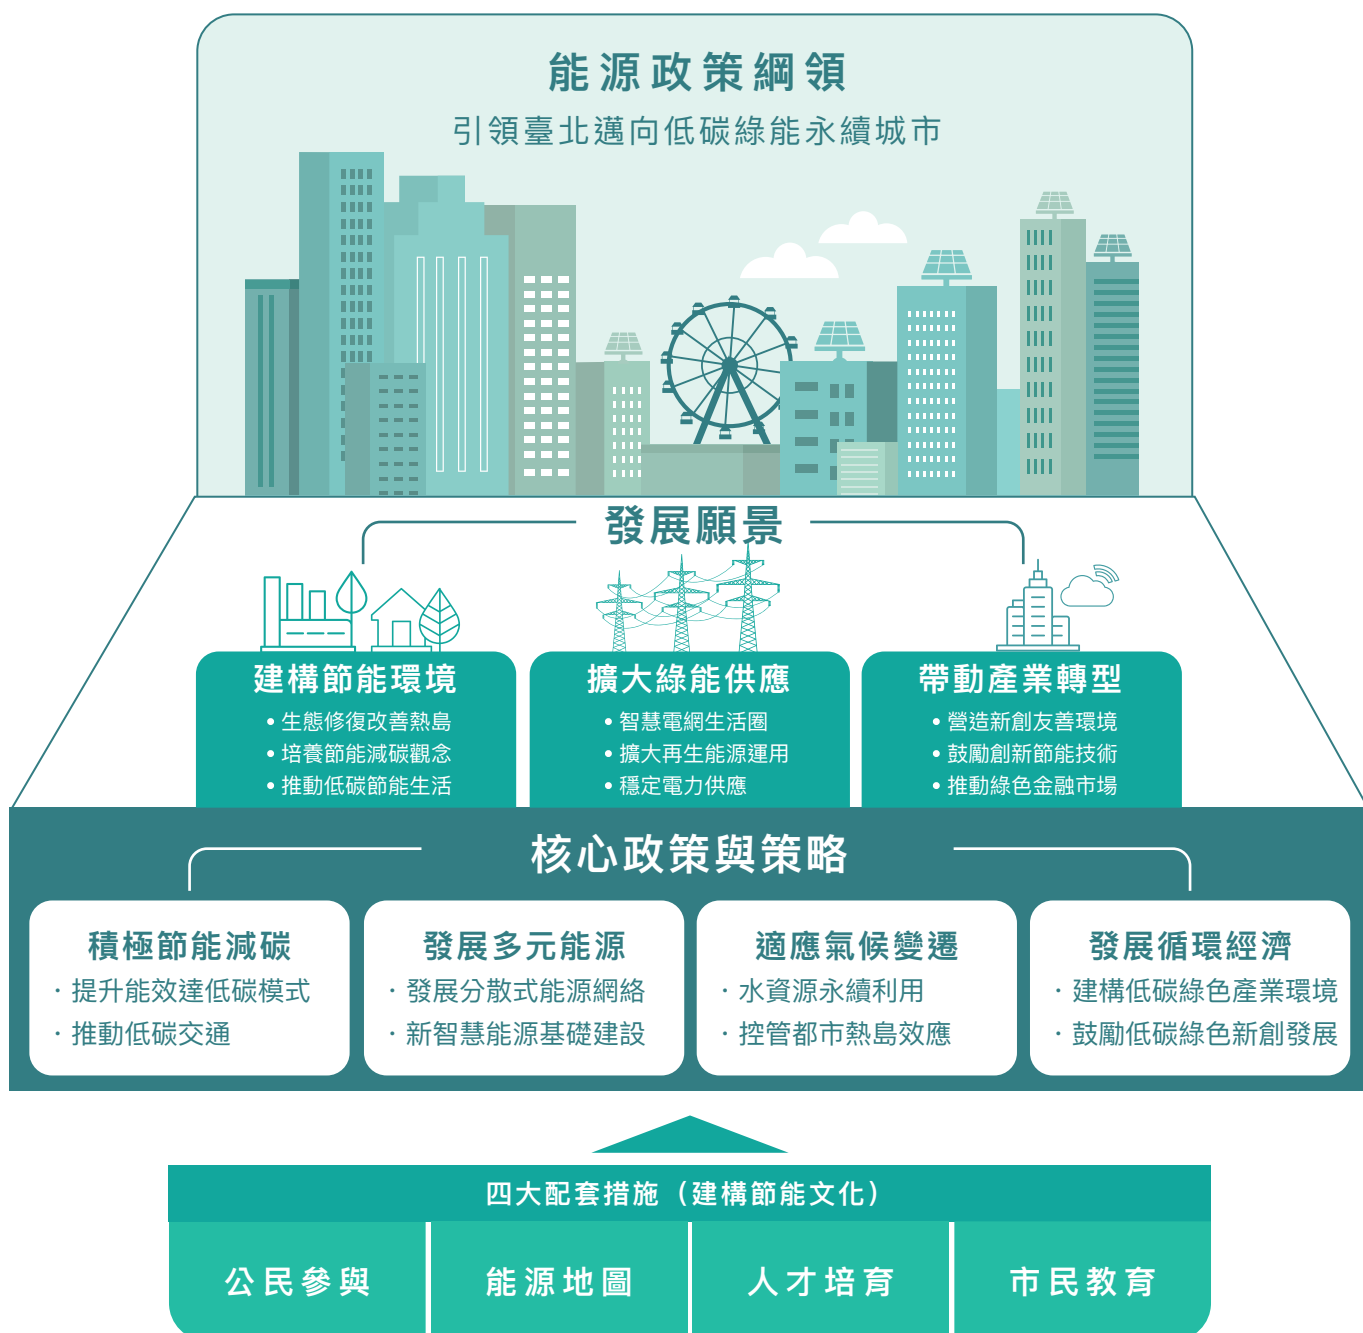 能源政策綱領
引領臺北邁向低碳綠能永續城市
發展願景
建構節能環境
• 生態修復改善熱島
• 培養節能減碳觀念
• 推動低碳節能生活
擴大綠能供應
• 智慧電網生活圈
• 擴大再生能源運用
• 穩定電力供應
帶動產業轉型
• 營造新創友善環境
• 鼓勵創新節能技術
• 推動綠色金融市場
核心政策與策略
積極節能減碳
· 提升能效達低碳模式
· 推動低碳交通
發展多元能源
· 發展分散式能源網絡
· 新智慧能源基礎建設
適應氣候變遷
· 水資源永續利用
· 控管都市熱島效應
發展循環經濟
· 建構低碳綠色產業環境
· 鼓勵低碳綠色新創發展
四大配套措施（建構節能文化）
公民參與
能源地圖
人才培育
市民教育